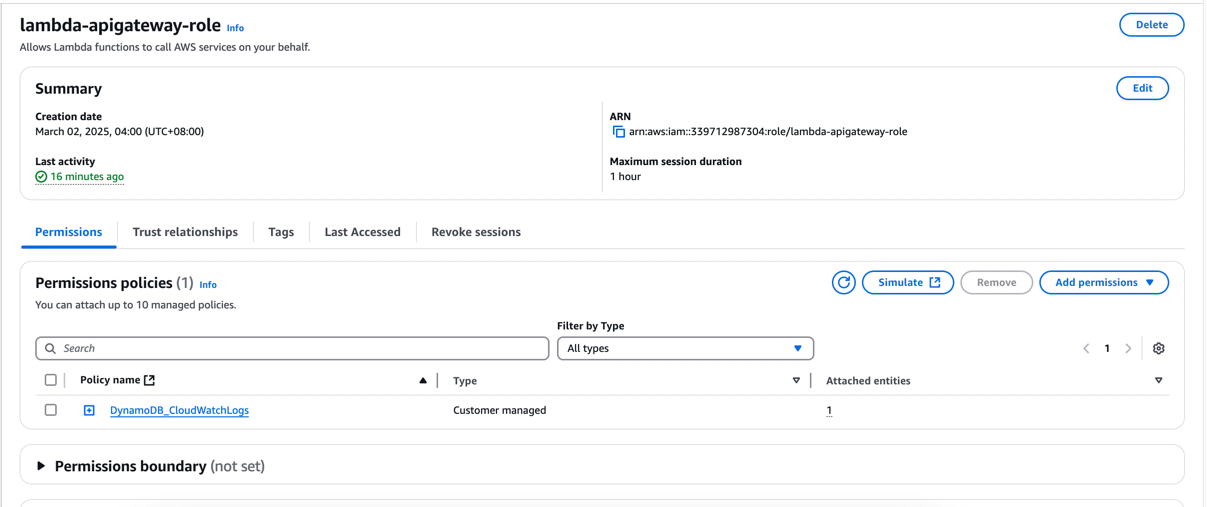 lambda-apigateway-role Info
Delete
Allows Lambda functions to call AWS services on your behalf.
Summary
Edit
Creation date
March 02, 2025, 04:00 (UTC+08:00)
ARN
arn:aws:iam::339712987304:role/lambda-apigateway-role
Last activity
16 minutes ago
Maximum session duration
1 hour
Permissions Trust relationships Tags Last Accessed Revoke sessions
Permissions policies (1) Info
Simulate Remove Add permissions
You can attach up to 10 managed policies.
Filter by Type
Search
All types
1
Policy name Type Attached entities
DynamoDB_CloudWatchLogs Customer managed 1
Permissions boundary (not set)